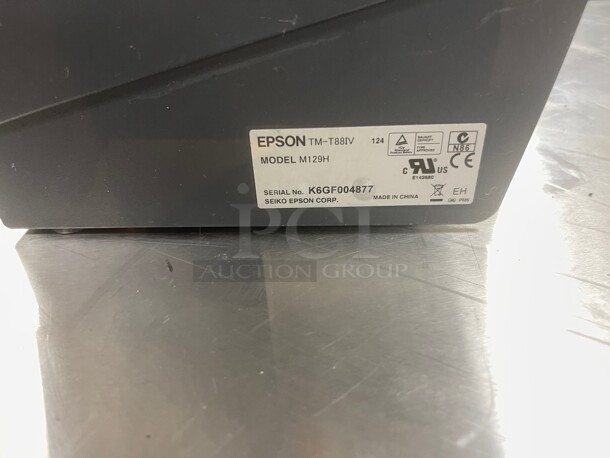 EPSON TM-T88IV 124
N86
MODEL M129H
C RU US CE
E142680
SERIAL No. K6GF004877
SEIKO EPSON CORP. MADE IN CHINA
EH
PCI
AUCTION GROUP